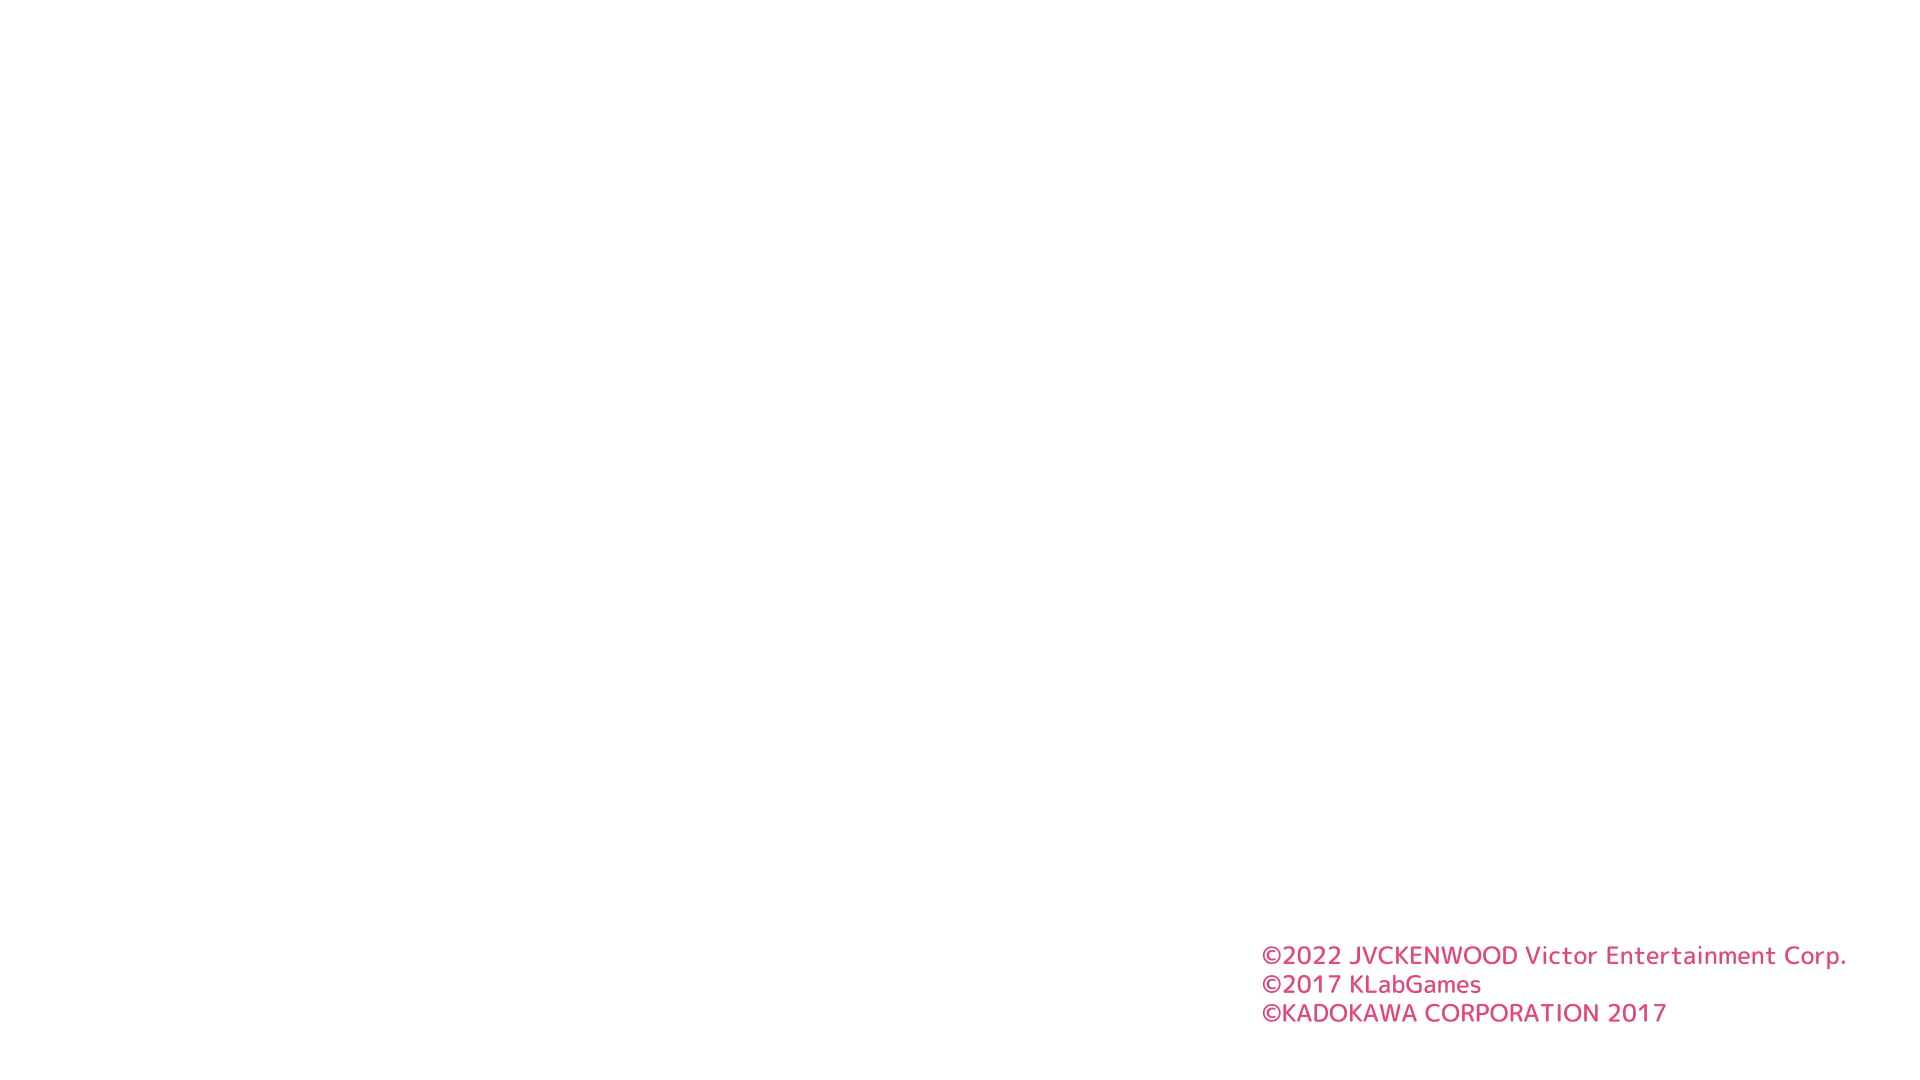 ©2022 JVCKENWOOD Victor Entertainment Corp.
©2017 KLabGames
©KADOKAWA CORPORATION 2017